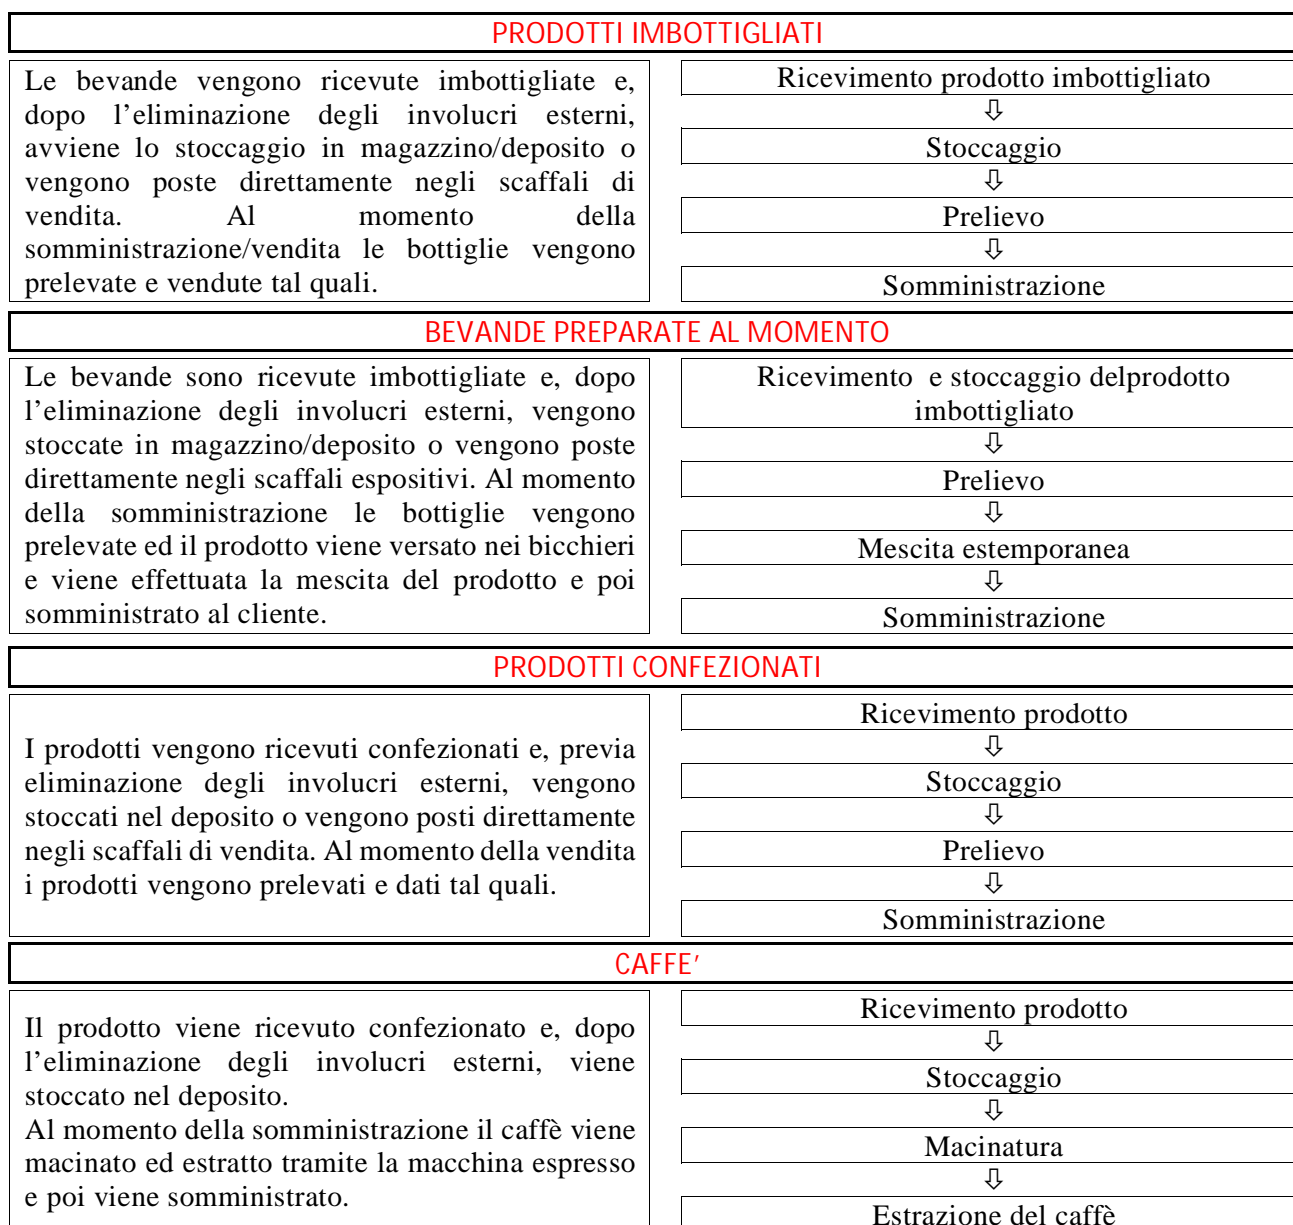 PRODOTTI IMBOTTIGLIATI
Le bevande vengono ricevute imbottigliate e,
dopo l’eliminazione degli involucri esterni,
avviene lo stoccaggio in magazzino/deposito o
vengono poste direttamente negli scaffali di
vendita. Al momento della
somministrazione/vendita le bottiglie vengono
prelevate e vendute tal quali.
Ricevimento prodotto imbottigliato
⇩
Stoccaggio
⇩
Prelievo
⇩
Somministrazione
BEVANDE PREPARATE AL MOMENTO
Le bevande sono ricevute imbottigliate e, dopo
l’eliminazione degli involucri esterni, vengono
stoccate in magazzino/deposito o vengono poste
direttamente negli scaffali espositivi. Al momento
della somministrazione le bottiglie vengono
prelevate ed il prodotto viene versato nei bicchieri
e viene effettuata la mescita del prodotto e poi
somministrato al cliente.
Ricevimento e stoccaggio delprodotto
imbottigliato
⇩
Prelievo
⇩
Mescita estemporanea
⇩
Somministrazione
PRODOTTI CONFEZIONATI
I prodotti vengono ricevuti confezionati e, previa
eliminazione degli involucri esterni, vengono
stoccati nel deposito o vengono posti direttamente
negli scaffali di vendita. Al momento della vendita
i prodotti vengono prelevati e dati tal quali.
Ricevimento prodotto
⇩
Stoccaggio
⇩
Prelievo
⇩
Somministrazione
CAFFE’
Il prodotto viene ricevuto confezionato e, dopo
l’eliminazione degli involucri esterni, viene
stoccato nel deposito.
Al momento della somministrazione il caffè viene
macinato ed estratto tramite la macchina espresso
e poi viene somministrato.
Ricevimento prodotto
⇩
Stoccaggio
⇩
Macinatura
⇩
Estrazione del caffè